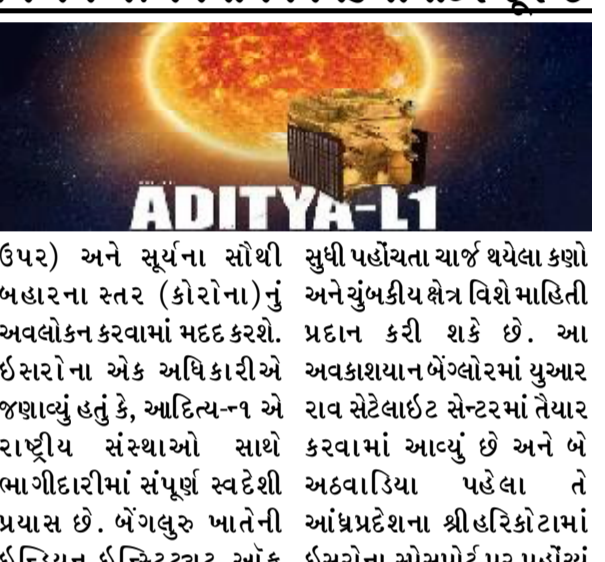 ADITYA-L1
ઉપર) અને સૂર્યના સૌથી
બહારના સ્તર (કોરોના)નું
અવલોકન કરવામાં મદદ કરશે.
ઇસરોના એક અધિકારીએ
જણાવ્યું હતું કે, આદિત્ય-૧ એ
રાષ્ટ્રીય સંસ્થાઓ સાથે
ભાગીદારીમાં સંપૂર્ણ સ્વદેશી
પ્રયાસ છે. બેંગલુરુ ખાતેની
સુધી પહોંચતા ચાર્જ થયેલા કણો
અને ચુંબકીય ક્ષેત્ર વિશે માહિતી
પ્રદાન કરી શકે છે. આ
અવકાશયાન બેંગ્લોરમાં યુઆર
રાવ સેટેલાઇટ સેન્ટરમાં તૈયાર
કરવામાં આવ્યું છે અને બે
અઠવાડિયા પહેલા તે
આંધ્રપ્રદેશના શ્રીહરિકોટામાં